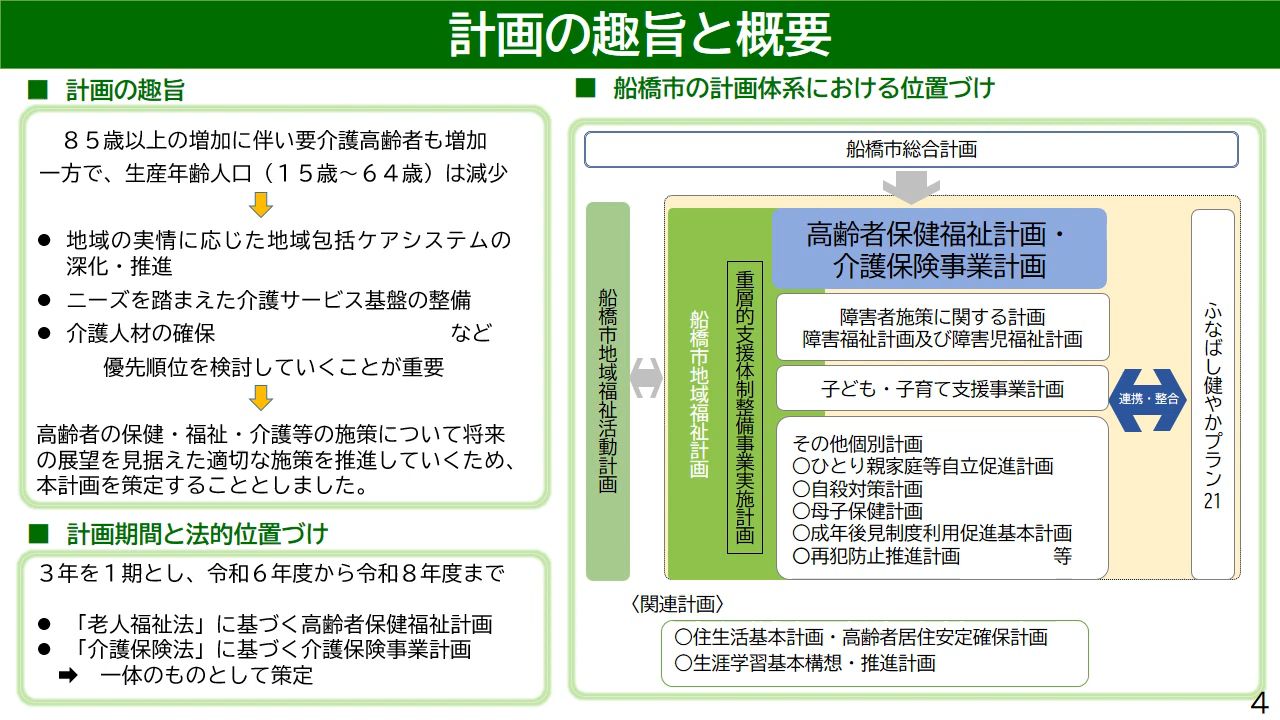 計画の趣旨と概要
■ 計画の趣旨
８５歳以上の増加に伴い要介護高齢者も増加
一方で、生産年齢人口（１５歳～６４歳）は減少
● 地域の実情に応じた地域包括ケアシステムの
深化・推進
● ニーズを踏まえた介護サービス基盤の整備
● 介護人材の確保 など
優先順位を検討していくことが重要
高齢者の保健・福祉・介護等の施策について将来
の展望を見据えた適切な施策を推進していくため、
本計画を策定することとしました。
■ 計画期間と法的位置づけ
３年を１期とし、令和６年度から令和８年度まで
● 「老人福祉法」に基づく高齢者保健福祉計画
● 「介護保険法」に基づく介護保険事業計画
➡ 一体のものとして策定
■ 船橋市の計画体系における位置づけ
船橋市総合計画
船橋市地域福祉活動計画
船橋市地域福祉計画
重層的支援体制整備事業実施計画
高齢者保健福祉計画・
介護保険事業計画
障害者施策に関する計画
障害福祉計画及び障害児福祉計画
子ども・子育て支援事業計画
その他個別計画
〇ひとり親家庭等自立促進計画
〇自殺対策計画
〇母子保健計画
〇成年後見制度利用促進基本計画
〇再犯防止推進計画 等
連携・整合
ふなばし健やかプラン21
〈関連計画〉
〇住生活基本計画・高齢者居住安定確保計画
〇生涯学習基本構想・推進計画
4